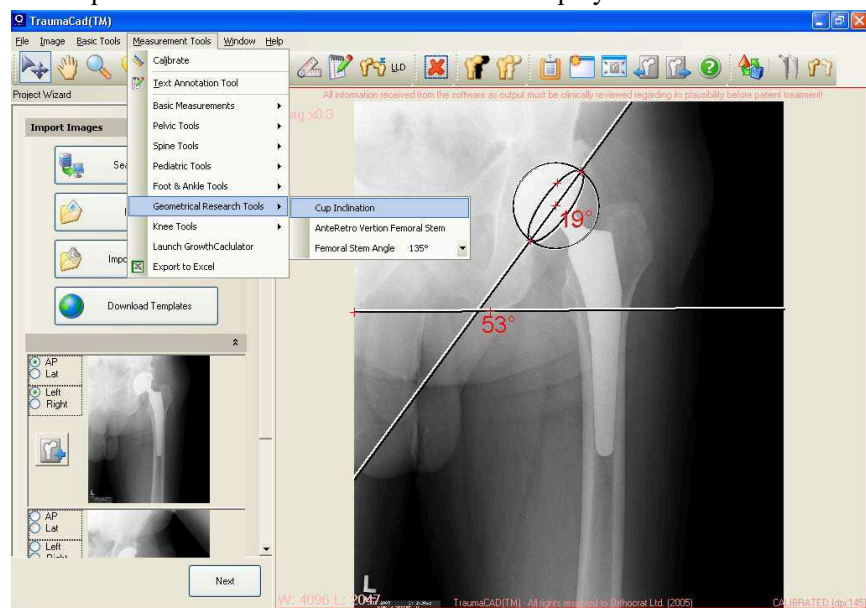 TraumaCad(TM)
File Image Basic Tools Measurement Tools Window Help
Calibrate
Text Annotation Tool
Basic Measurements
Pelvic Tools
Spine Tools
Pediatric Tools
Foot & Ankle Tools
Geometrical Research Tools
Knee Tools
Launch GrowthCaclulator
Export to Excel
Cup Inclination
AnteRetro Vertion Femoral Stem
Femoral Stem Angle 135°
LLD
Project Wizard
All information received from the software as output must be clinically reviewed regarding its plausibility before patient treatment!
x0.3
Import Images
Download Templates
19°
53°
AP
Lat
Left
Right
L
AP
Lat
Left
Next
L
W: 4096 L: 2047
TraumaCAD(TM) - All rights reserved to Orthocrat Ltd. (2005)
CALIBRATED (dpi:145)